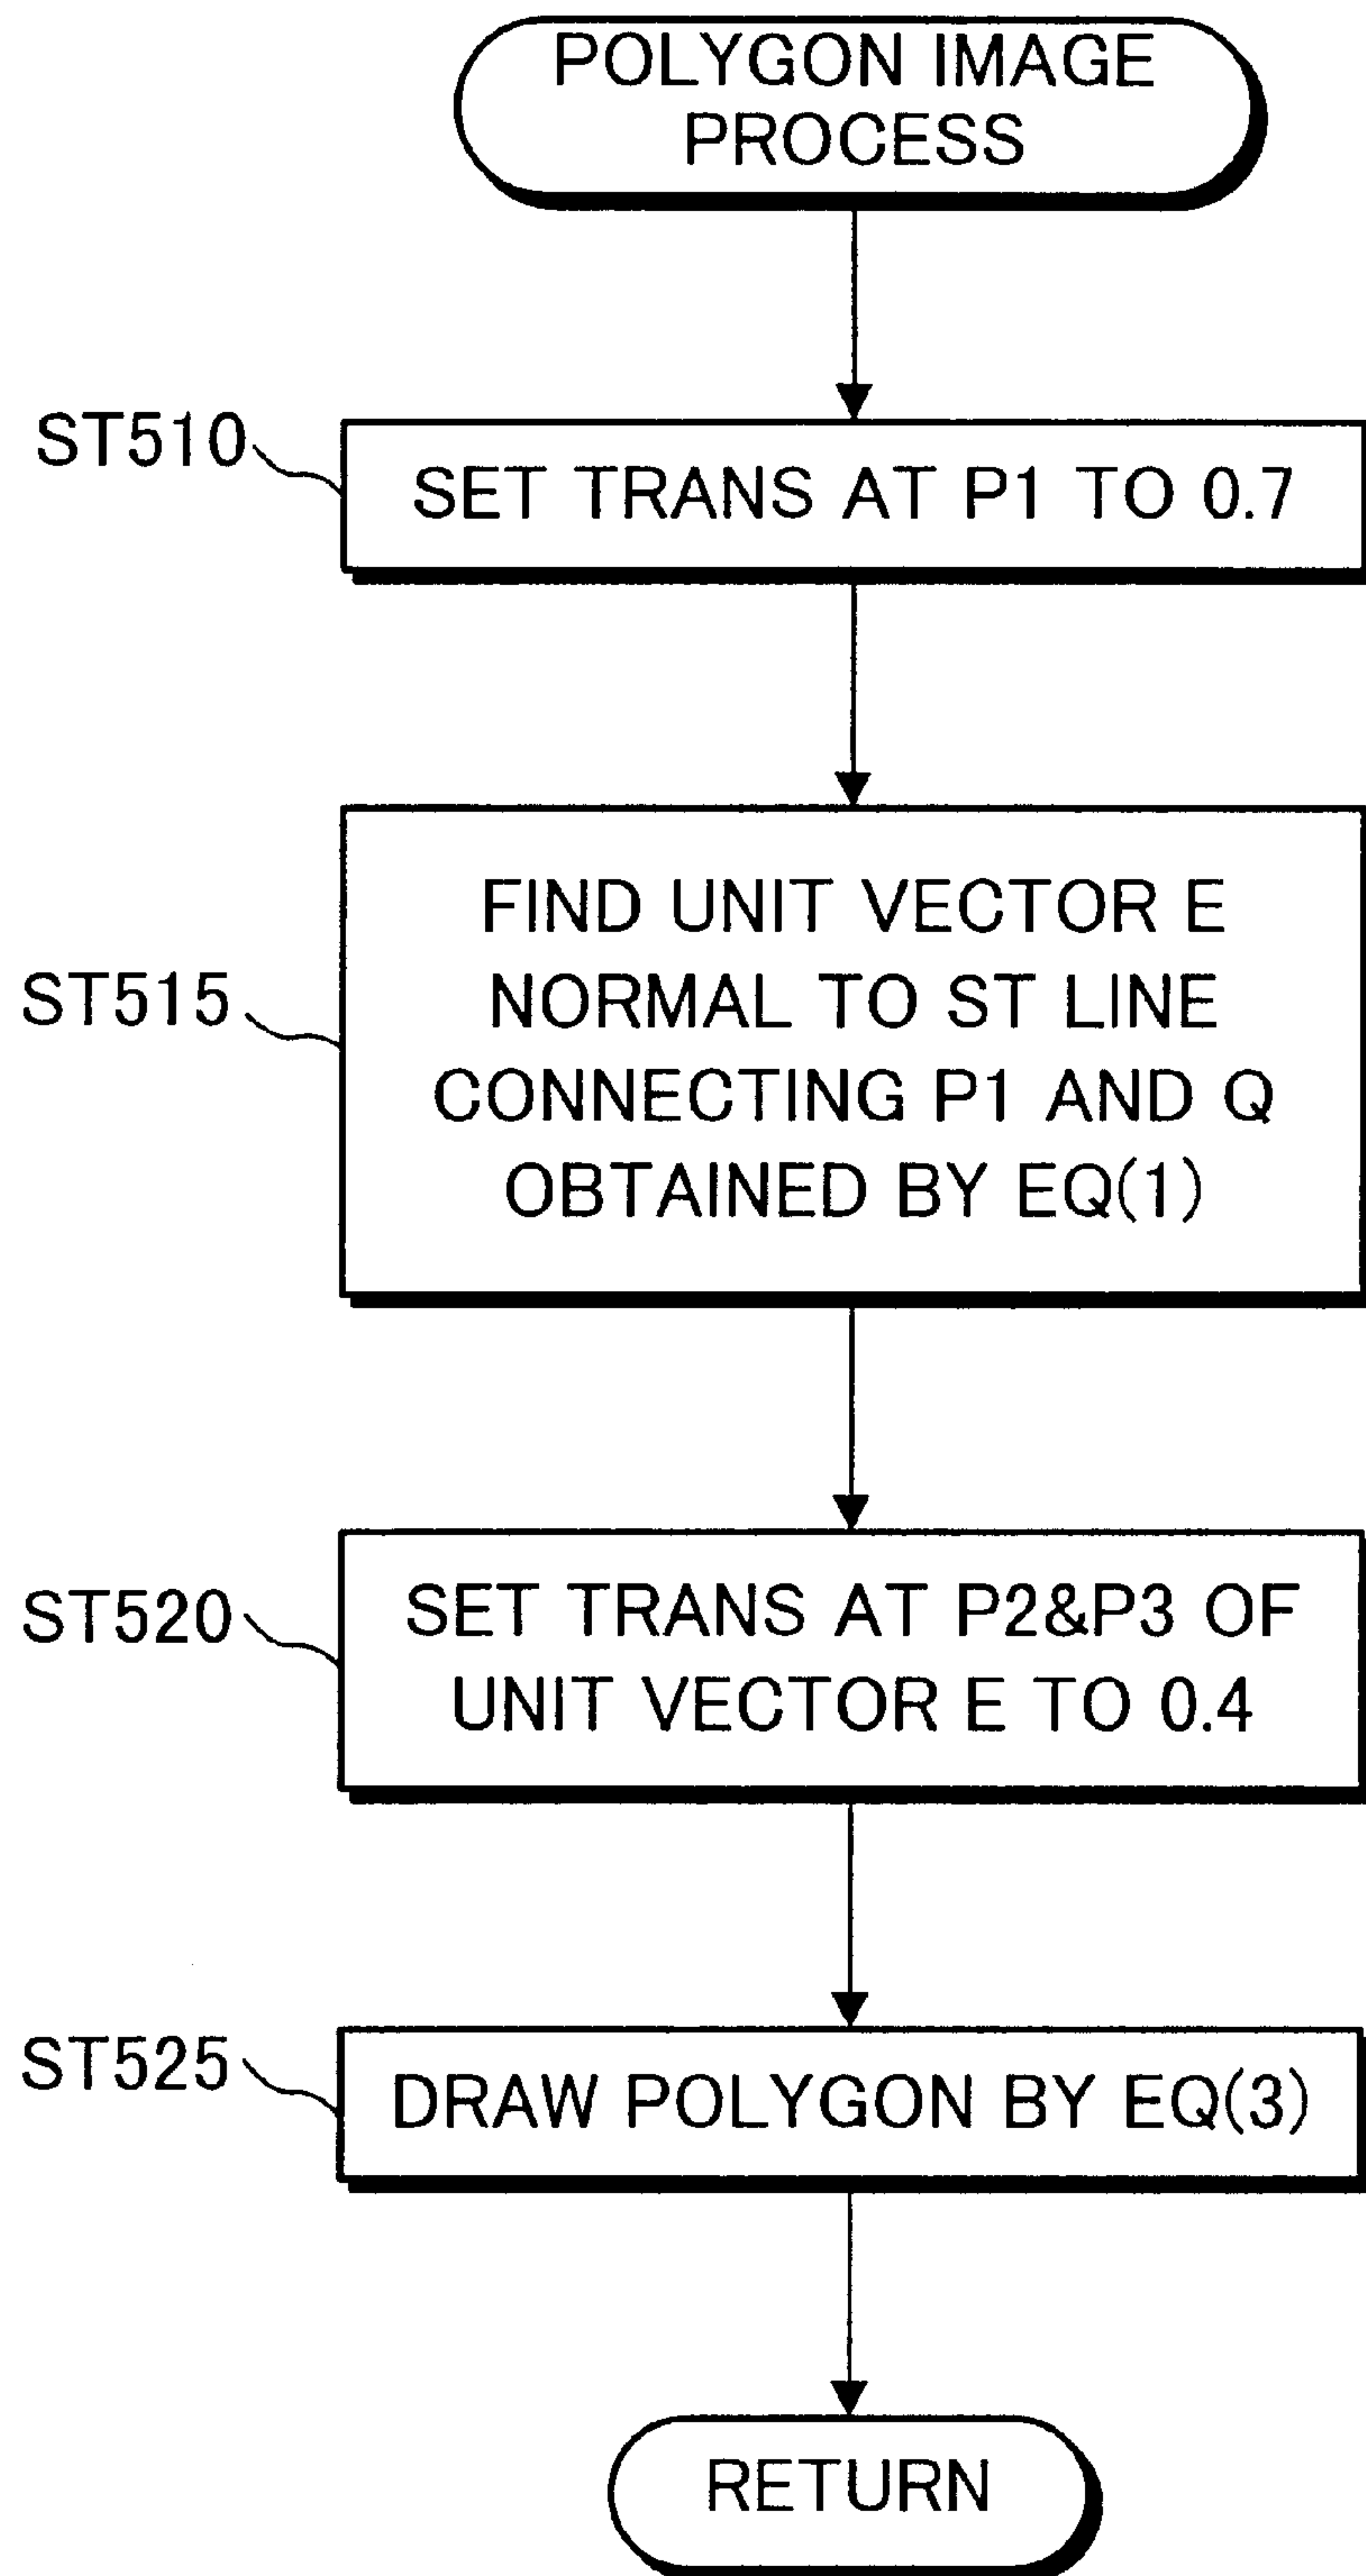 POLYGON IMAGE
PROCESS
ST510
SET TRANS AT P1 TO 0.7
ST515
FIND UNIT VECTOR E
NORMAL TO ST LINE
CONNECTING P1 AND Q
OBTAINED BY EQ(1)
ST520
SET TRANS AT P2&P3 OF
UNIT VECTOR E TO 0.4
ST525
DRAW POLYGON BY EQ(3)
RETURN